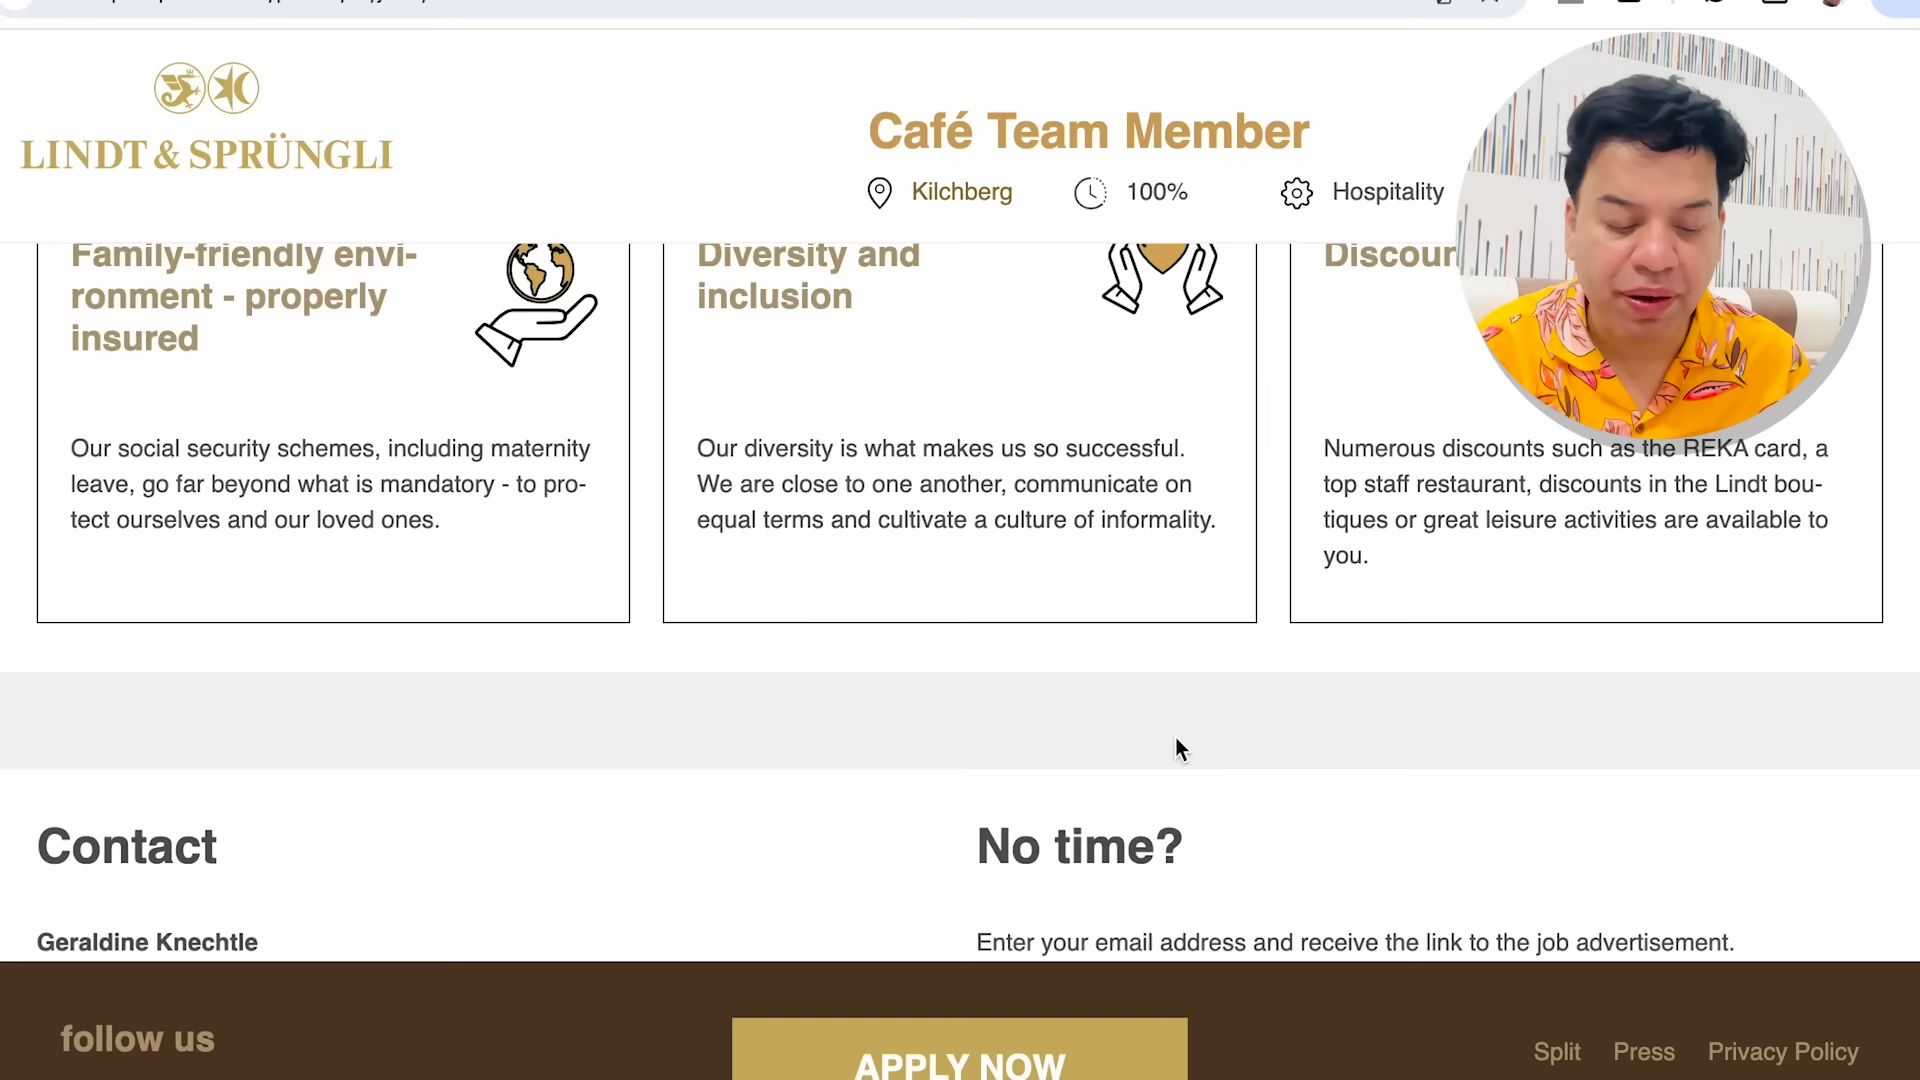 LINDT & SPRÜNGLI
Café Team Member
Kilchberg
100%
Hospitality
Family-friendly envi-
ronment - properly
insured
Our social security schemes, including maternity
leave, go far beyond what is mandatory - to pro-
tect ourselves and our loved ones.
Diversity and
inclusion
Our diversity is what makes us so successful.
We are close to one another, communicate on
equal terms and cultivate a culture of informality.
Numerous discounts such as the REKA card, a
top staff restaurant, discounts in the Lindt bou-
tiques or great leisure activities are available to
you.
Contact
Geraldine Knechtle
No time?
Enter your email address and receive the link to the job advertisement.
follow us
APPLY NOW
Split
Press
Privacy Policy